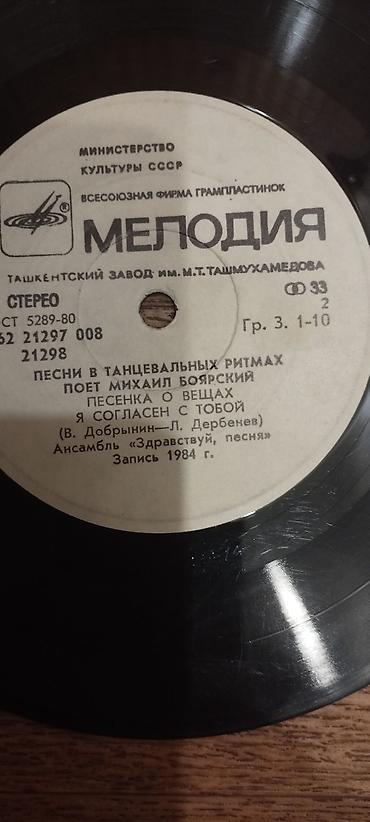 МИНИСТЕРСТВО
КУЛЬТУРЫ СССР
®
ВСЕСОЮЗНАЯ ФИРМА ГРАМПЛАСТИНОК
МЕЛОДИЯ
ТАШКЕНТСКИЙ ЗАВОД ИМ. М.Т. ТАШМУХАМЕДОВА
СТЕРЕО
33
ОСТ 5289-80
2
62 21297 008
Гр. 3. 1-10
21298
ПЕСНИ В ТАНЦЕВАЛЬНЫХ РИТМАХ
ПОЕТ МИХАИЛ БОЯРСКИЙ
ПЕСЕНКА О ВЕЩАХ
Я СОГЛАСЕН С ТОБОЙ
(В. Добрынин—Л. Дербенев)
Ансамбль «Здравствуй, песня»
Запись 1984 г.